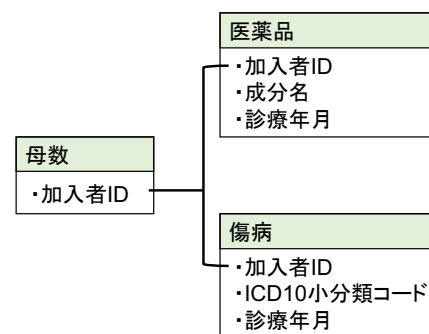 医薬品
・加入者ID
・成分名
・診療年月
母数
・加入者ID
傷病
・加入者ID
・ICD10小分類コード
・診療年月